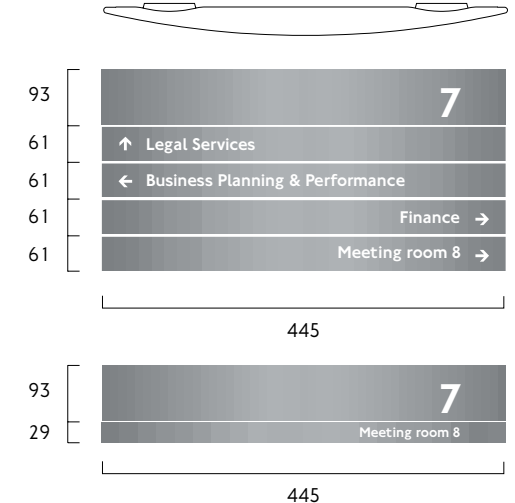 93
7
61
↑ Legal Services
61
← Business Planning & Performance
61
Finance →
61
Meeting room 8 →
445
93
7
29
Meeting room 8
445